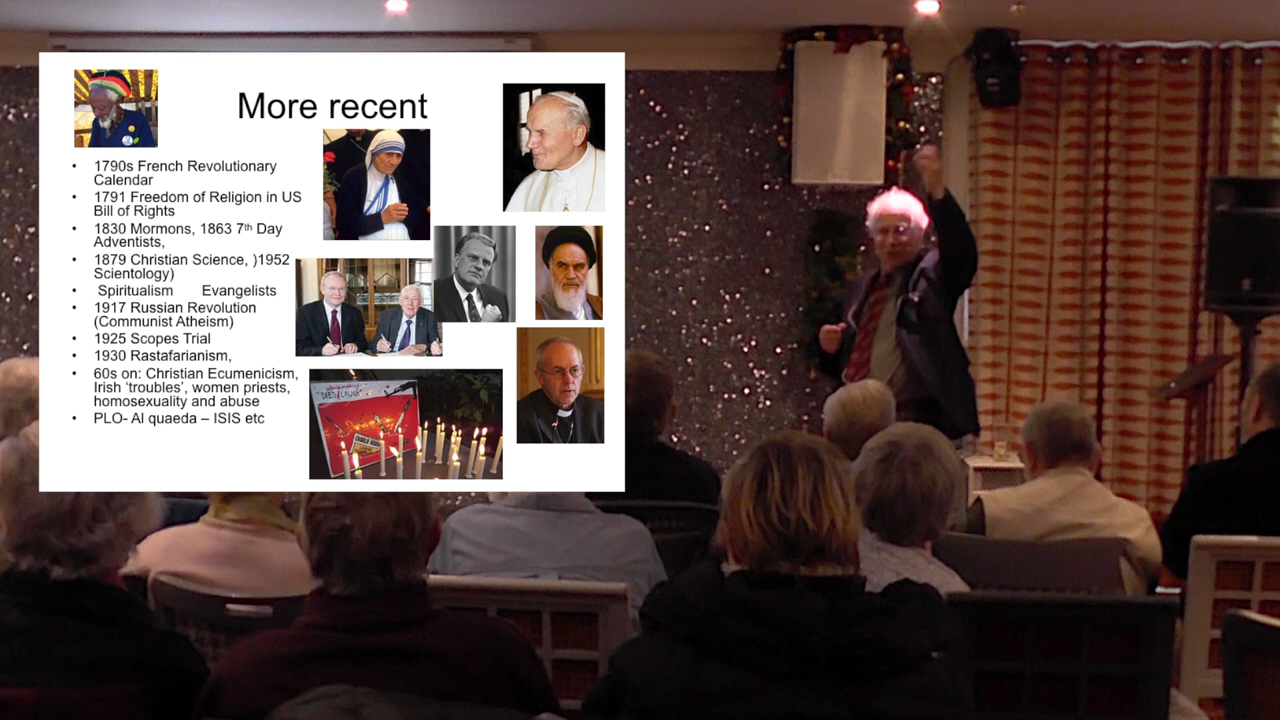 More recent
• 1790s French Revolutionary
Calendar
• 1791 Freedom of Religion in US
Bill of Rights
• 1830 Mormons, 1863 7th Day
Adventists,
• 1879 Christian Science, )1952
Scientology)
• Spiritualism Evangelists
• 1917 Russian Revolution
(Communist Atheism)
• 1925 Scopes Trial
• 1930 Rastafarianism,
• 60s on: Christian Ecumenicism,
Irish ‘troubles’, women priests,
homosexuality and abuse
• PLO- Al quaeda – ISIS etc